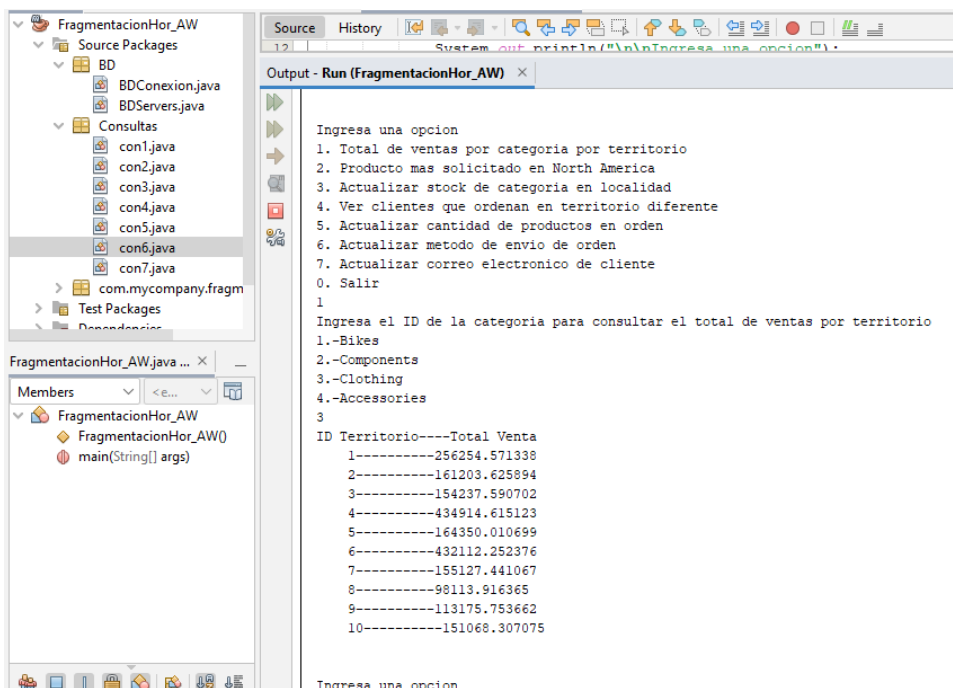 FragmentacionHor_AW
Source Packages
BD
BDConexion.java
BDServers.java
Consultas
con1.java
con2.java
con3.java
con4.java
con5.java
con6.java
con7.java
com.mycompany.fragm
Test Packages
Dependencies
FragmentacionHor_AW.java ...
Members
<e...
FragmentacionHor_AW
FragmentacionHor_AW()
main(String[] args)
Source History
12 System.out.println("\n\nIngresa una opcion");
Output - Run (FragmentacionHor_AW)
Ingresa una opcion
1. Total de ventas por categoria por territorio
2. Producto mas solicitado en North America
3. Actualizar stock de categoria en localidad
4. Ver clientes que ordenan en territorio diferente
5. Actualizar cantidad de productos en orden
6. Actualizar metodo de envio de orden
7. Actualizar correo electronico de cliente
0. Salir
1
Ingresa el ID de la categoria para consultar el total de ventas por territorio
1.-Bikes
2.-Components
3.-Clothing
4.-Accessories
3
ID Territorio----Total Venta
1----------256254.571338
2----------161203.625894
3----------154237.590702
4----------434914.615123
5----------164350.010699
6----------432112.252376
7----------155127.441067
8----------98113.916365
9----------113175.753662
10----------151068.307075
Ingresa una opcion